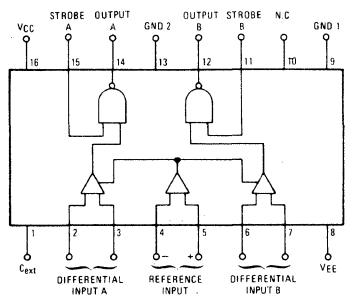 STROBE OUTPUT OUTPUT STROBE
VCC A A GND 2 B B N.C GND 1
16 15 14 13 12 11 10 9
1 2 3 4 - + 5 6 7 8
Cext DIFFERENTIAL REFERENCE DIFFERENTIAL VEE
INPUT A INPUT INPUT B